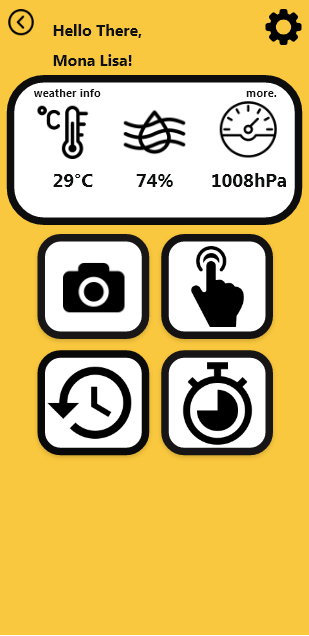 Hello There,
Mona Lisa!
weather info more.
°C
29°C 74% 1008hPa